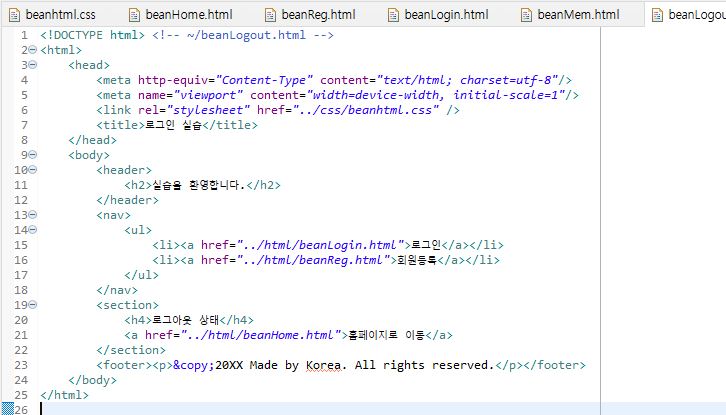 beanhtml.css beanHome.html beanReg.html beanLogin.html beanMem.html beanLogou
1 <!DOCTYPE html> <!-- ~/beanLogout.html -->
2 <html>
3 <head>
4 <meta http-equiv="Content-Type" content="text/html; charset=utf-8"/>
5 <meta name="viewport" content="width=device-width, initial-scale=1"/>
6 <link rel="stylesheet" href="../css/beanhtml.css" />
7 <title>로그인 실습</title>
8 </head>
9 <body>
10 <header>
11 <h2>실습을 환영합니다.</h2>
12 </header>
13 <nav>
14 <ul>
15 <li><a href="../html/beanLogin.html">로그인</a></li>
16 <li><a href="../html/beanReg.html">회원등록</a></li>
17 </ul>
18 </nav>
19 <section>
20 <h4>로그아웃 상태</h4>
21 <a href="../html/beanHome.html">홈페이지로 이동</a>
22 </section>
23 <footer><p>&copy;20XX Made by Korea. All rights reserved.</p></footer>
24 </body>
25 </html>
26